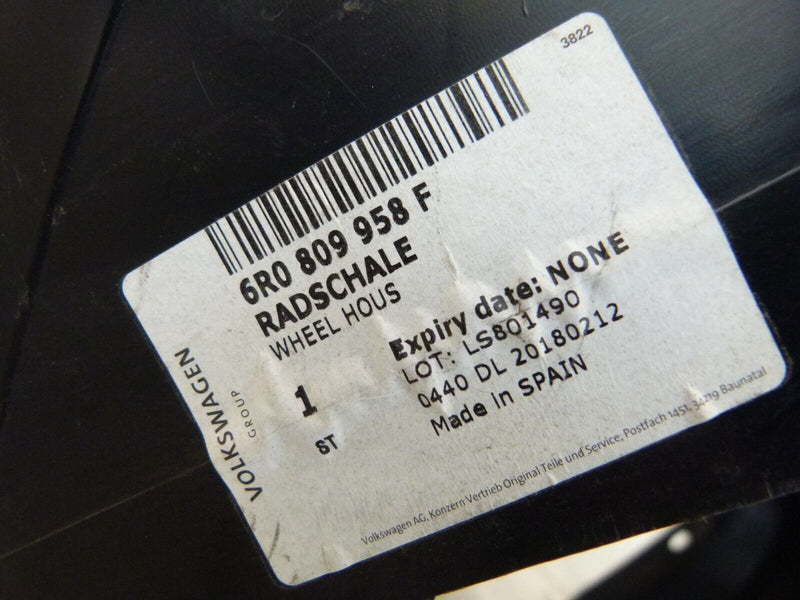 3822
6R0 809 958 F
RADSCHALE
WHEEL HOUS
Expiry date: NONE
LOT: LS801490
0440 DL 20180212
Made in SPAIN
1
ST
VOLKSWAGEN
GROUP
Volkswagen AG, Konzern Vertrieb Original Teile und Service, Postfach 1451, 34219 Baunatal